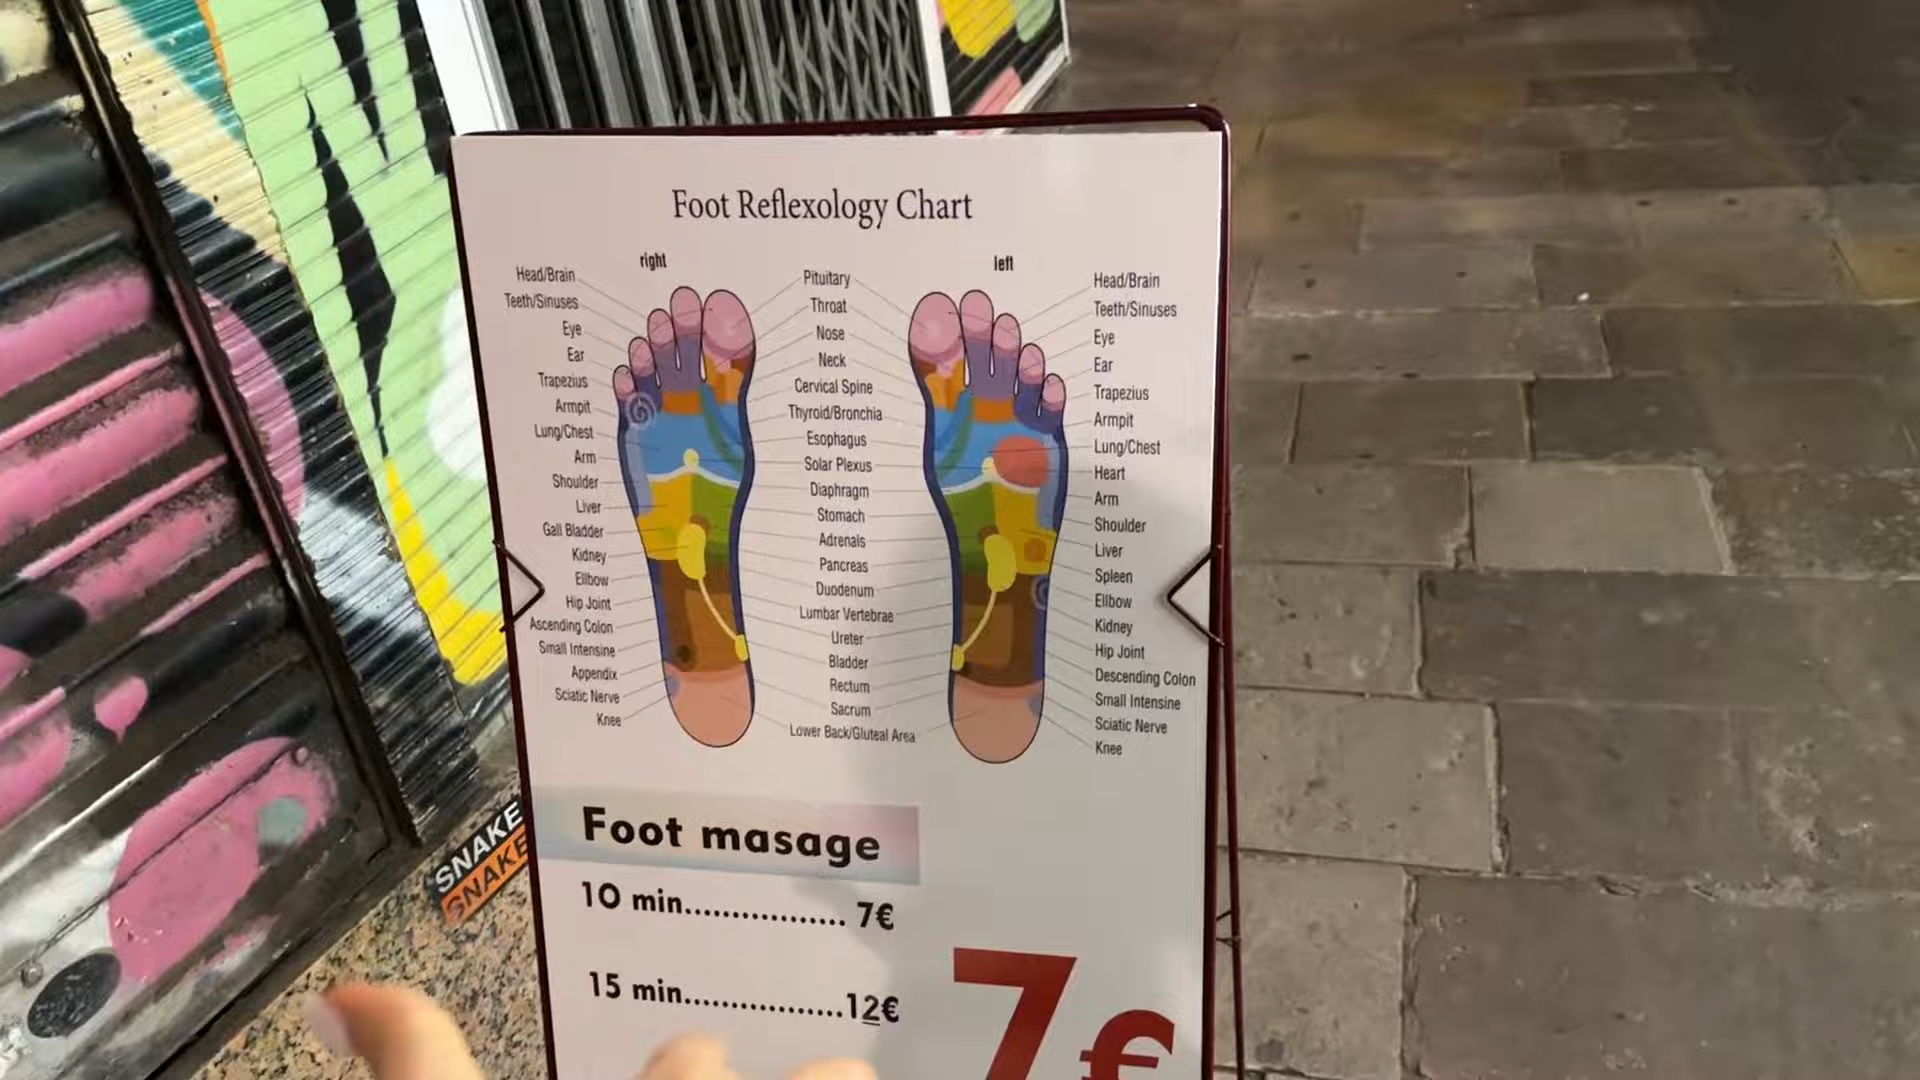 Foot Reflexology Chart
right
left
Head/Brain
Teeth/Sinuses
Eye
Ear
Trapezius
Armpit
Lung/Chest
Arm
Shoulder
Liver
Gall Bladder
Kidney
Ellbow
Hip Joint
Ascending Colon
Small Intensine
Appendix
Sciatic Nerve
Knee
Pituitary
Throat
Nose
Neck
Cervical Spine
Thyroid/Bronchia
Esophagus
Solar Plexus
Diaphragm
Stomach
Adrenals
Pancreas
Duodenum
Lumbar Vertebrae
Ureter
Bladder
Rectum
Sacrum
Lower Back/Gluteal Area
Head/Brain
Teeth/Sinuses
Eye
Ear
Trapezius
Armpit
Lung/Chest
Heart
Arm
Shoulder
Liver
Spleen
Ellbow
Kidney
Hip Joint
Descending Colon
Small Intensine
Sciatic Nerve
Knee
Foot masage
10 min................. 7€
15 min.................12€
7€
SNAKE
SNAKE